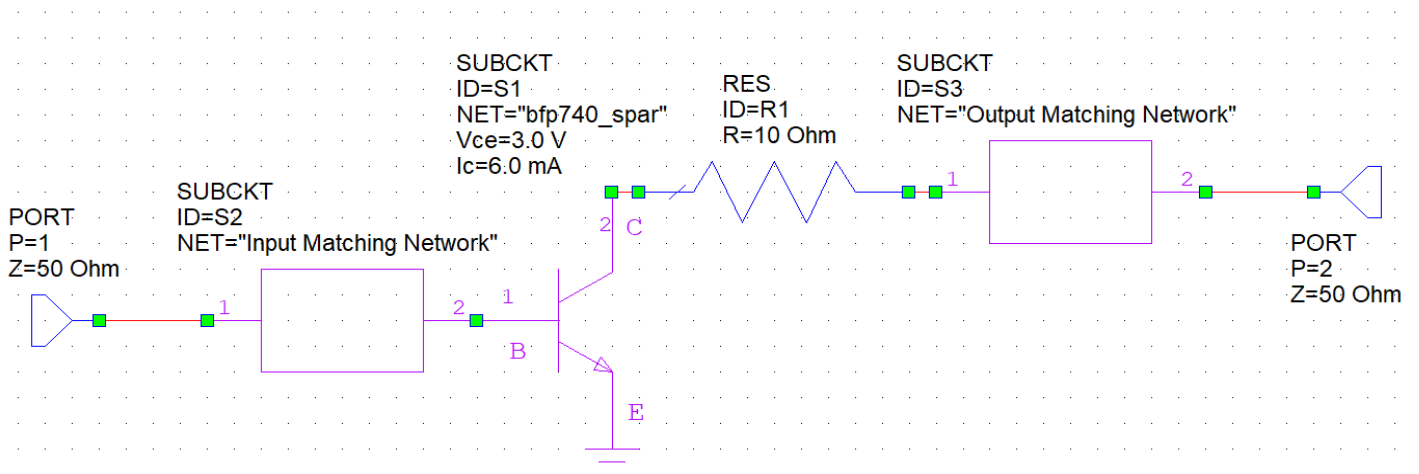 SUBCKT
ID=S1
NET="bfp740_spar"
Vce=3.0 V
Ic=6.0 mA
RES
ID=R1
R=10 Ohm
SUBCKT
ID=S3
NET="Output Matching Network"
1
2
SUBCKT
ID=S2
NET="Input Matching Network"
PORT
P=1
Z=50 Ohm
1
2
1
B
2
C
E
PORT
P=2
Z=50 Ohm